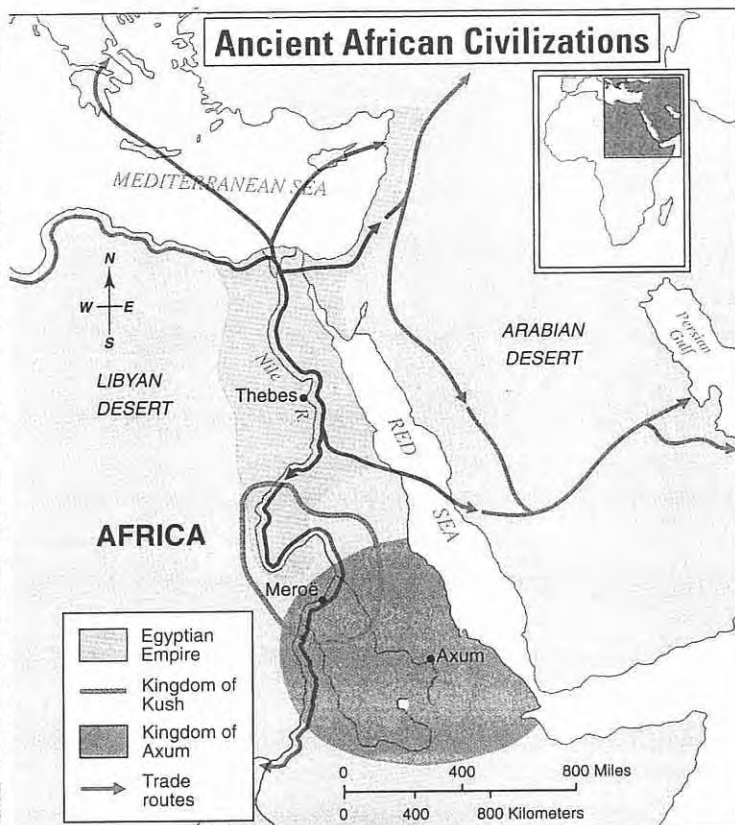 Ancient African Civilizations
MEDITERRANEAN SEA
N
W
E
S
LIBYAN
DESERT
Nile
R
Thebes
RED
SEA
ARABIAN
DESERT
Persian
Gulf
AFRICA
Meroë
Axum
Egyptian
Empire
Kingdom of
Kush
Kingdom of
Axum
Trade
routes
0 400 800 Miles
0 400 800 Kilometers